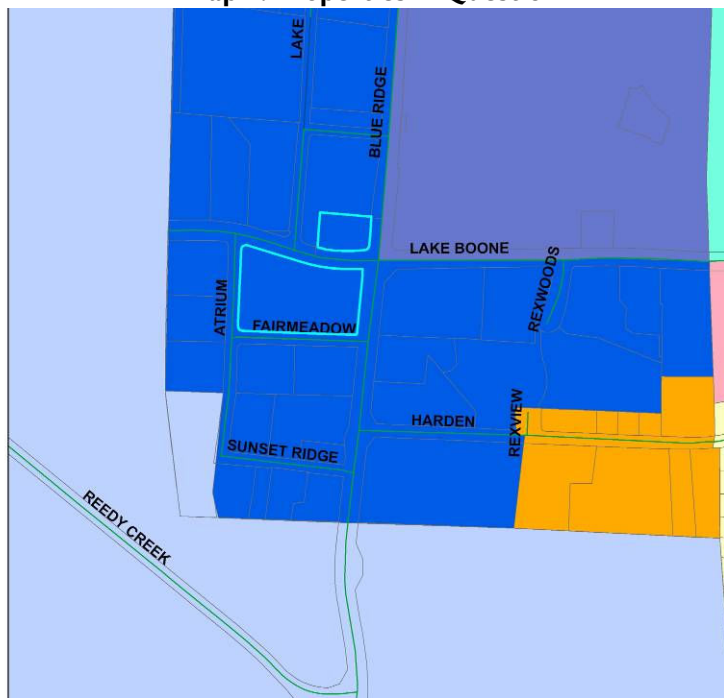 LAKE
BLUE RIDGE
LAKE BOONE
REXWOODS
ATRIUM
FAIRMEADOW
HARDEN
REXVIEW
SUNSET RIDGE
REEDY CREEK